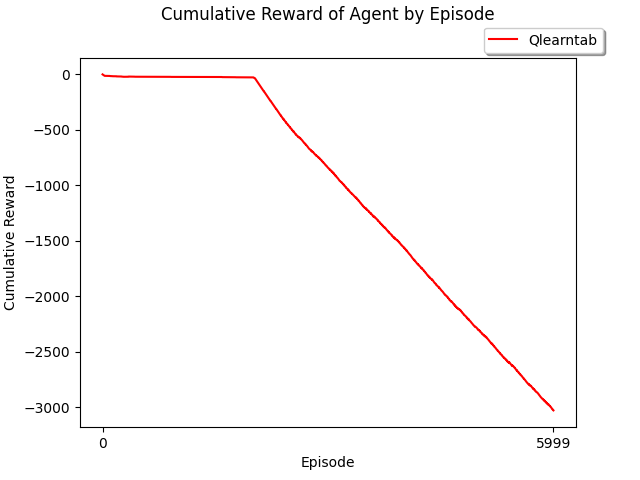 Cumulative Reward of Agent by Episode
Qlearntab
0
−500
−1000
−1500
−2000
−2500
−3000
Cumulative Reward
0
5999
Episode